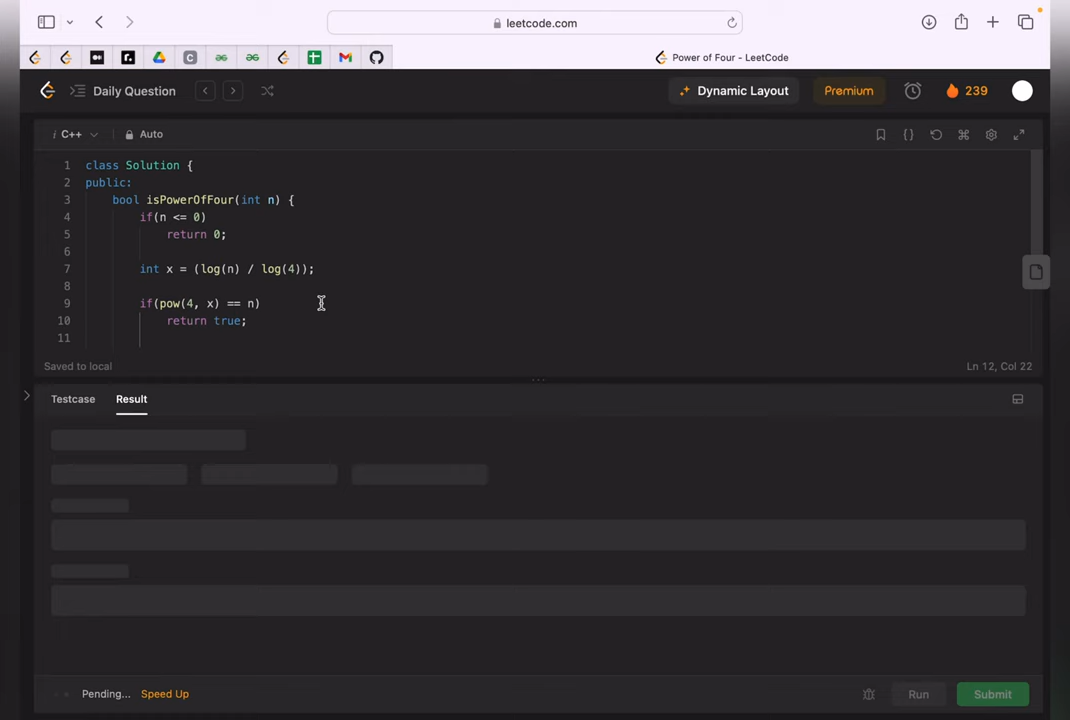 leetcode.com
Power of Four - LeetCode
Daily Question
Dynamic Layout
Premium
239
i C++
Auto
1 class Solution {
2 public:
3 bool isPowerOfFour(int n) {
4 if(n <= 0)
5 return 0;
6
7 int x = (log(n) / log(4));
8
9 if(pow(4, x) == n)
10 return true;
11
Saved to local
Ln 12, Col 22
Testcase
Result
Pending...
Speed Up
Run
Submit